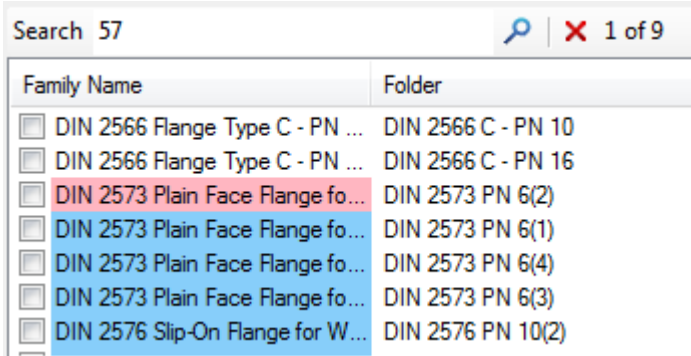 Search 57 1 of 9
Family Name Folder
DIN 2566 Flange Type C - PN ... DIN 2566 C - PN 10
DIN 2566 Flange Type C - PN ... DIN 2566 C - PN 16
DIN 2573 Plain Face Flange fo... DIN 2573 PN 6(2)
DIN 2573 Plain Face Flange fo... DIN 2573 PN 6(1)
DIN 2573 Plain Face Flange fo... DIN 2573 PN 6(4)
DIN 2573 Plain Face Flange fo... DIN 2573 PN 6(3)
DIN 2576 Slip-On Flange for W... DIN 2576 PN 10(2)